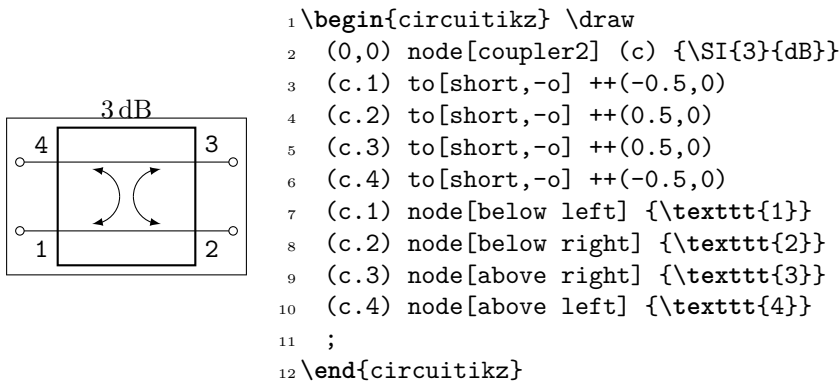 3 dB
4 3
1 2
1 \begin{circuitikz} \draw
2 (0,0) node[coupler2] (c) {\SI{3}{dB}}
3 (c.1) to[short,-o] ++(-0.5,0)
4 (c.2) to[short,-o] ++(0.5,0)
5 (c.3) to[short,-o] ++(0.5,0)
6 (c.4) to[short,-o] ++(-0.5,0)
7 (c.1) node[below left] {\texttt{1}}
8 (c.2) node[below right] {\texttt{2}}
9 (c.3) node[above right] {\texttt{3}}
10 (c.4) node[above left] {\texttt{4}}
11 ;
12 \end{circuitikz}